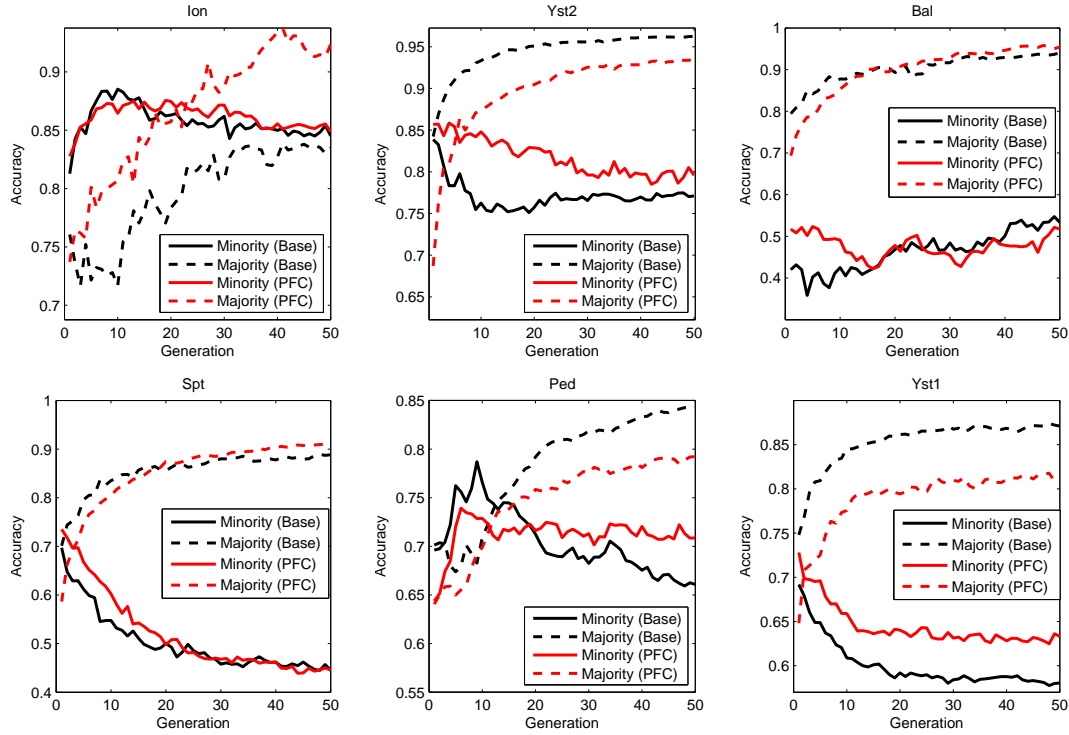 Ion
Accuracy
0.9
0.85
0.8
0.75
0.7
0 10 20 30 40 50
Generation
Minority (Base)
Majority (Base)
Minority (PFC)
Majority (PFC)
Yst2
Accuracy
0.95
0.9
0.85
0.8
0.75
0.7
0.65
0 10 20 30 40 50
Generation
Minority (Base)
Majority (Base)
Minority (PFC)
Majority (PFC)
Bal
Accuracy
1
0.9
0.8
0.7
0.6
0.5
0.4
0 10 20 30 40 50
Generation
Minority (Base)
Majority (Base)
Minority (PFC)
Majority (PFC)
Spt
Accuracy
1
0.9
0.8
0.7
0.6
0.5
0.4
0 10 20 30 40 50
Generation
Minority (Base)
Majority (Base)
Minority (PFC)
Majority (PFC)
Ped
Accuracy
0.85
0.8
0.75
0.7
0.65
0.6
0.55
0 10 20 30 40 50
Generation
Minority (Base)
Majority (Base)
Minority (PFC)
Majority (PFC)
Yst1
Accuracy
0.85
0.8
0.75
0.7
0.65
0.6
0 10 20 30 40 50
Generation
Minority (Base)
Majority (Base)
Minority (PFC)
Majority (PFC)